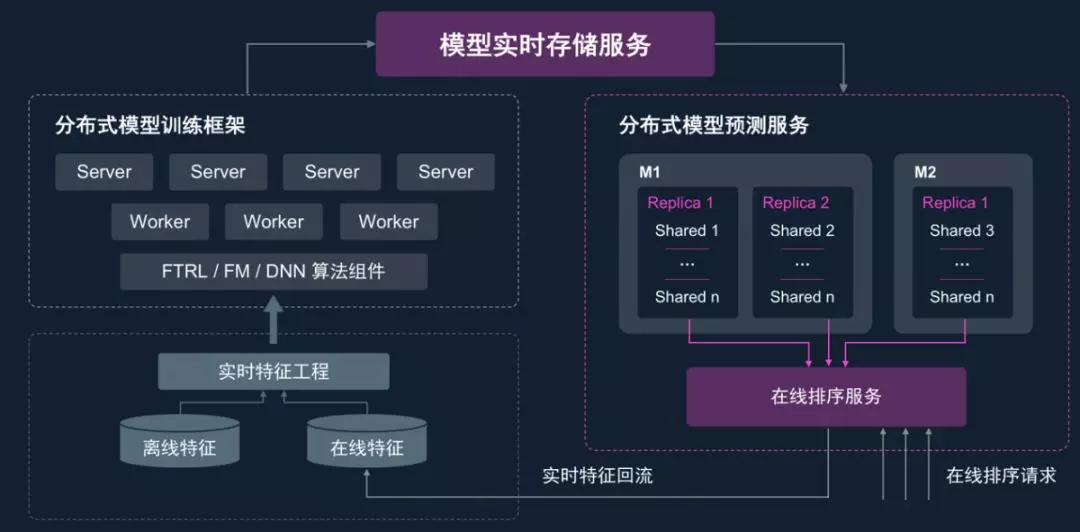 模型实时存储服务
分布式模型训练框架
Server Server Server Server
Worker Worker Worker
FTRL / FM / DNN 算法组件
实时特征工程
离线特征 在线特征
分布式模型预测服务
M1
Replica 1 Replica 2
Shared 1 Shared 2
... ...
Shared n Shared n
M2
Replica 1
Shared 3
...
Shared n
在线排序服务
实时特征回流
在线排序请求